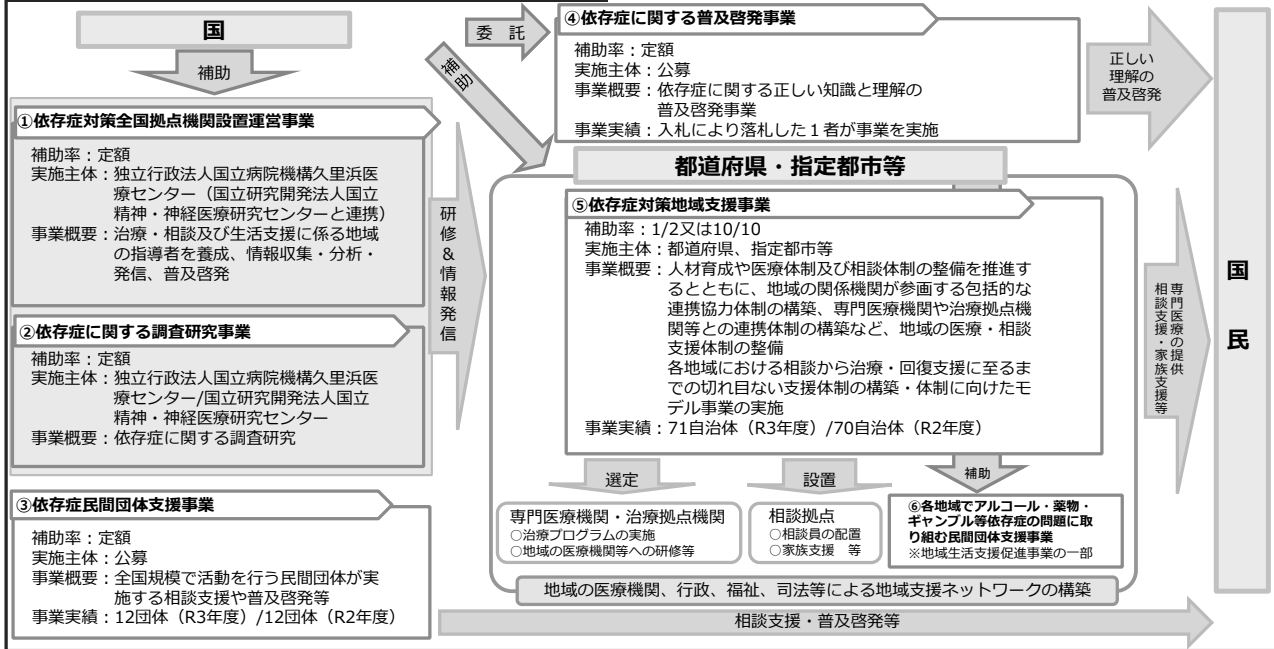 国
補助
①依存症対策全国拠点機関設置運営事業
補助率：定額
実施主体：独立行政法人国立病院機構久里浜医
療センター（国立研究開発法人国立
精神・神経医療研究センターと連携）
事業概要：治療・相談及び生活支援に係る地域
の指導者を養成、情報収集・分析・
発信、普及啓発
②依存症に関する調査研究事業
補助率：定額
実施主体：独立行政法人国立病院機構久里浜医
療センター/国立研究開発法人国立
精神・神経医療研究センター
事業概要：依存症に関する調査研究
③依存症民間団体支援事業
補助率：定額
実施主体：公募
事業概要：全国規模で活動を行う民間団体が実
施する相談支援や普及啓発等
事業実績：12団体（R3年度）/12団体（R2年度）
研修&情報発信
委 託
補助
④依存症に関する普及啓発事業
補助率：定額
実施主体：公募
事業概要：依存症に関する正しい知識と理解の
普及啓発事業
事業実績：入札により落札した１者が事業を実施
正しい
理解の
普及啓発
都道府県・指定都市等
⑤依存症対策地域支援事業
補助率：1/2又は10/10
実施主体：都道府県、指定都市等
事業概要：人材育成や医療体制及び相談体制の整備を推進す
るとともに、地域の関係機関が参画する包括的な
連携協力体制の構築、専門医療機関や治療拠点機
関等との連携体制の構築など、地域の医療・相談
支援体制の整備
各地域における相談から治療・回復支援に至るま
での切れ目ない支援体制の構築・体制に向けたモ
デル事業の実施
事業実績：71自治体（R3年度）/70自治体（R2年度）
選定
設置
補助
専門医療機関・治療拠点機関
○治療プログラムの実施
○地域の医療機関等への研修等
相談拠点
○相談員の配置
○家族支援 等
⑥各地域でアルコール・薬物・
ギャンブル等依存症の問題に取
り組む民間団体支援事業
※地域生活支援促進事業の一部
地域の医療機関、行政、福祉、司法等による地域支援ネットワークの構築
相談支援・普及啓発等
専門医療の提供
相談支援・家族支援等
国民